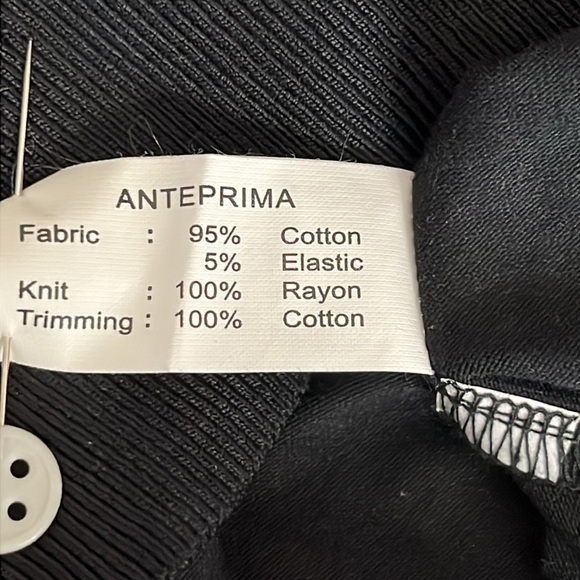 ANTEPRIMA
Fabric : 95% Cotton
5% Elastic
Knit : 100% Rayon
Trimming : 100% Cotton